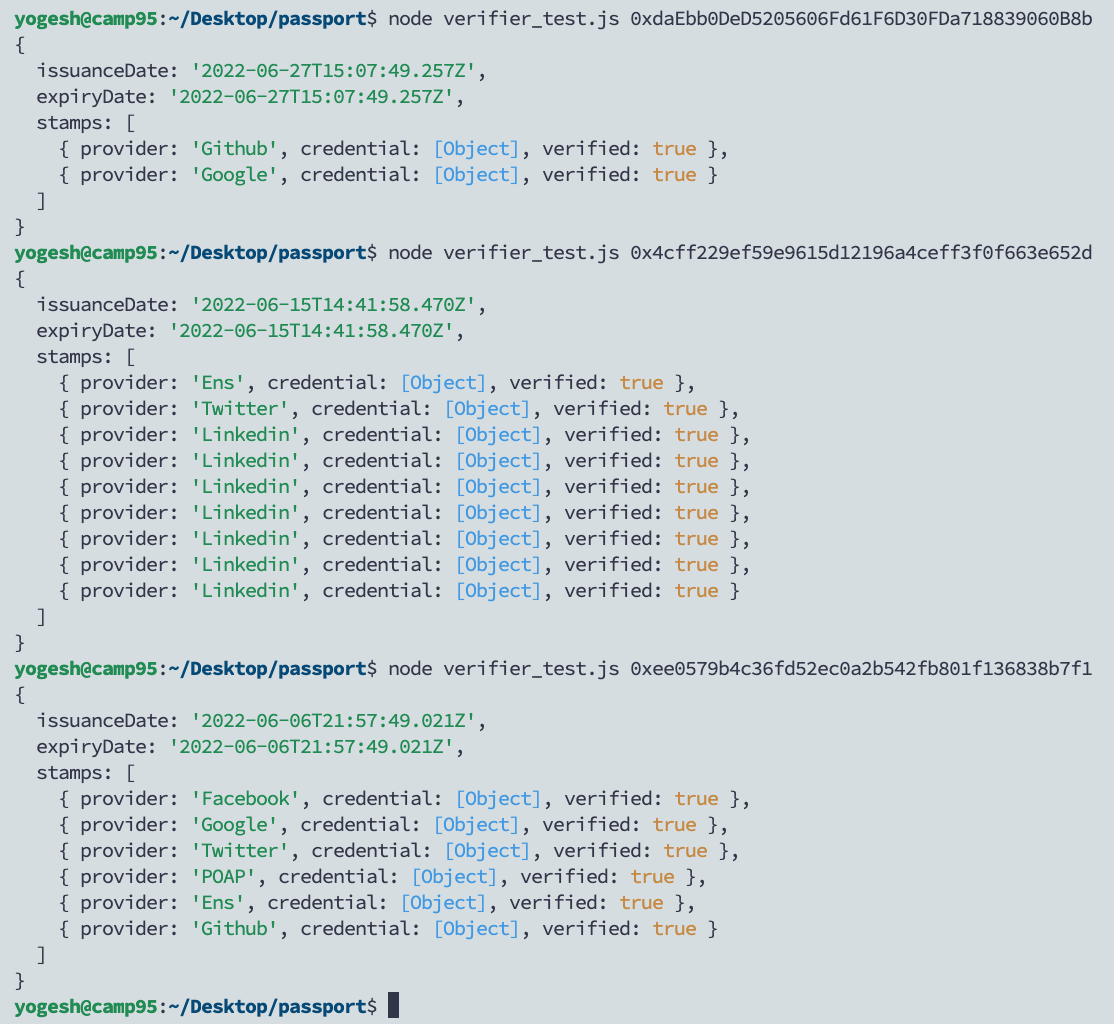 yogesh@camp95:~/Desktop/passport$ node verifier_test.js 0xdaEbb0DeD5205606Fd61F6D30FDa718839060B8b
{
  issuanceDate: '2022-06-27T15:07:49.257Z',
  expiryDate: '2022-06-27T15:07:49.257Z',
  stamps: [
    { provider: 'Github', credential: [Object], verified: true },
    { provider: 'Google', credential: [Object], verified: true }
  ]
}
yogesh@camp95:~/Desktop/passport$ node verifier_test.js 0x4cff229ef59e9615d12196a4ceff3f0f663e652d
{
  issuanceDate: '2022-06-15T14:41:58.470Z',
  expiryDate: '2022-06-15T14:41:58.470Z',
  stamps: [
    { provider: 'Ens', credential: [Object], verified: true },
    { provider: 'Twitter', credential: [Object], verified: true },
    { provider: 'Linkedin', credential: [Object], verified: true },
    { provider: 'Linkedin', credential: [Object], verified: true },
    { provider: 'Linkedin', credential: [Object], verified: true },
    { provider: 'Linkedin', credential: [Object], verified: true },
    { provider: 'Linkedin', credential: [Object], verified: true },
    { provider: 'Linkedin', credential: [Object], verified: true },
    { provider: 'Linkedin', credential: [Object], verified: true }
  ]
}
yogesh@camp95:~/Desktop/passport$ node verifier_test.js 0xee0579b4c36fd52ec0a2b542fb801f136838b7f1
{
  issuanceDate: '2022-06-06T21:57:49.021Z',
  expiryDate: '2022-06-06T21:57:49.021Z',
  stamps: [
    { provider: 'Facebook', credential: [Object], verified: true },
    { provider: 'Google', credential: [Object], verified: true },
    { provider: 'Twitter', credential: [Object], verified: true },
    { provider: 'POAP', credential: [Object], verified: true },
    { provider: 'Ens', credential: [Object], verified: true },
    { provider: 'Github', credential: [Object], verified: true }
  ]
}
yogesh@camp95:~/Desktop/passport$